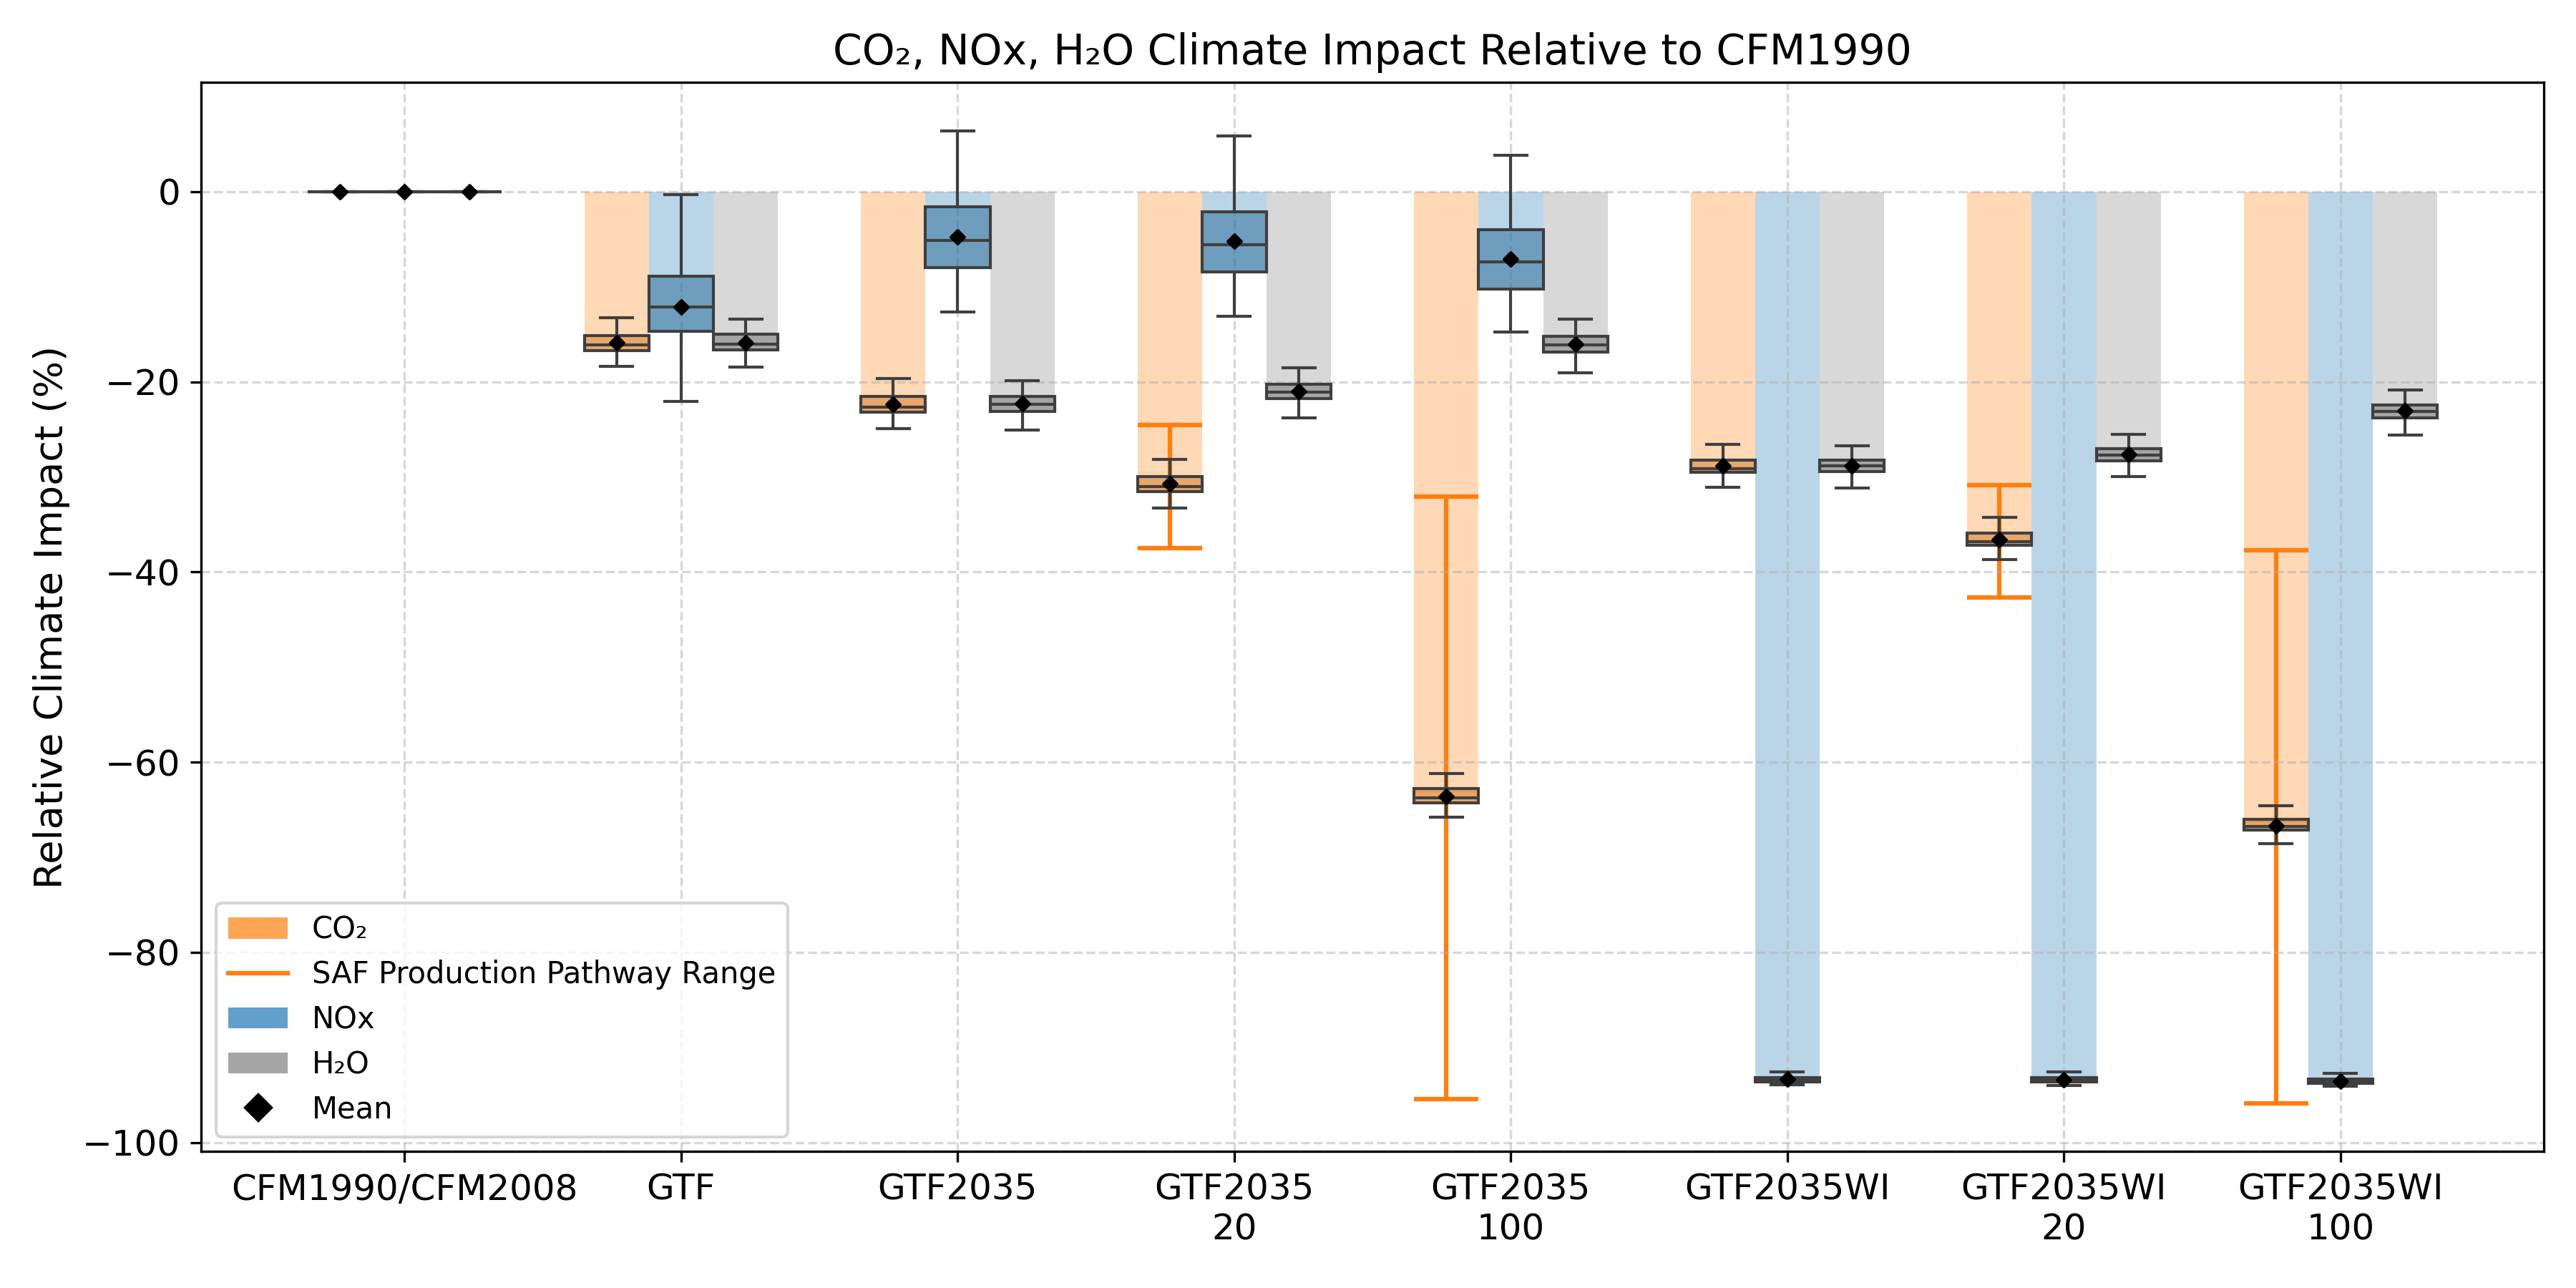 CO₂, NOx, H₂O Climate Impact Relative to CFM1990
Relative Climate Impact (%)
0
−20
−40
−60
−80
−100
CO₂
SAF Production Pathway Range
NOx
H₂O
Mean
CFM1990/CFM2008
GTF
GTF2035
GTF2035
20
GTF2035
100
GTF2035WI
GTF2035WI
20
GTF2035WI
100